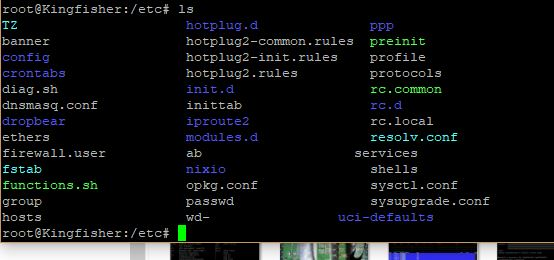 root@Kingfisher:/etc# ls
TZ hotplug.d ppp
banner hotplug2-common.rules preinit
config hotplug2-init.rules profile
crontabs hotplug2.rules protocols
diag.sh init.d rc.common
dnsmasq.conf inittab rc.d
dropbear iproute2 rc.local
ethers modules.d resolv.conf
firewall.user ab services
fstab nixio shells
functions.sh opkg.conf sysctl.conf
group passwd sysupgrade.conf
hosts wd- uci-defaults
root@Kingfisher:/etc#